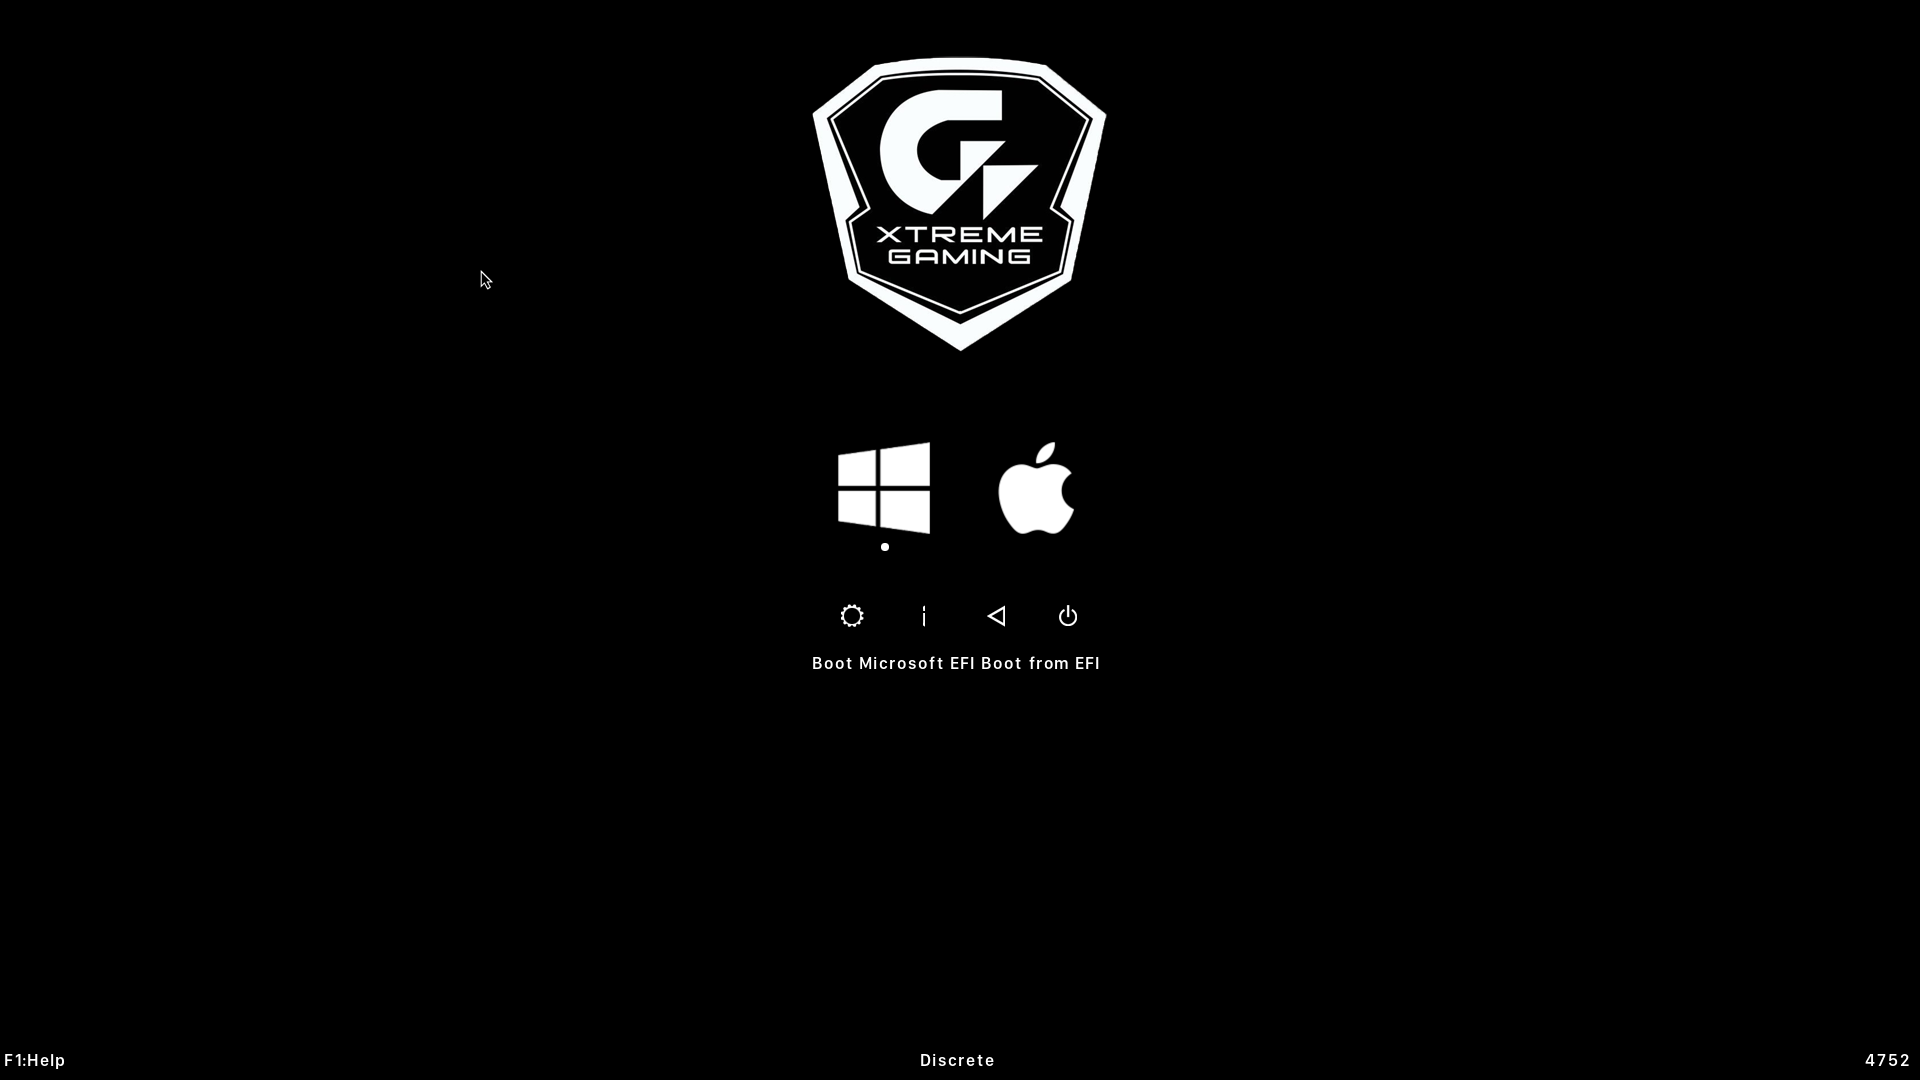 XTREME
GAMING
Boot Microsoft EFI Boot from EFI
F1:Help
Discrete
4752